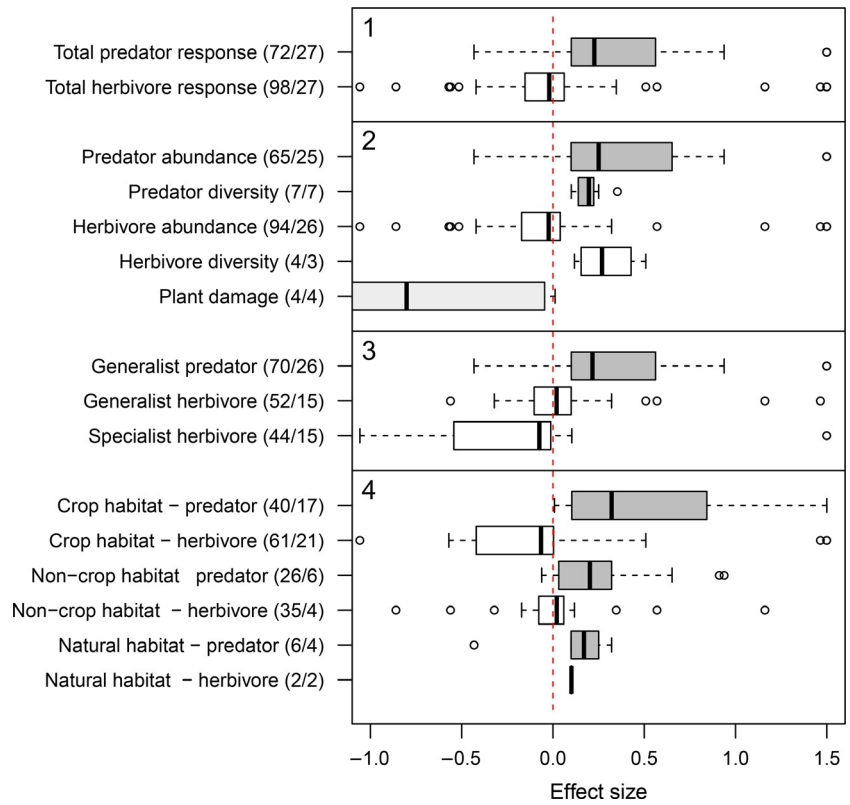 1
Total predator response (72/27)
Total herbivore response (98/27)
2
Predator abundance (65/25)
Predator diversity (7/7)
Herbivore abundance (94/26)
Herbivore diversity (4/3)
Plant damage (4/4)
3
Generalist predator (70/26)
Generalist herbivore (52/15)
Specialist herbivore (44/15)
4
Crop habitat − predator (40/17)
Crop habitat − herbivore (61/21)
Non−crop habitat predator (26/6)
Non−crop habitat − herbivore (35/4)
Natural habitat − predator (6/4)
Natural habitat − herbivore (2/2)
−1.0 −0.5 0.0 0.5 1.0 1.5
Effect size